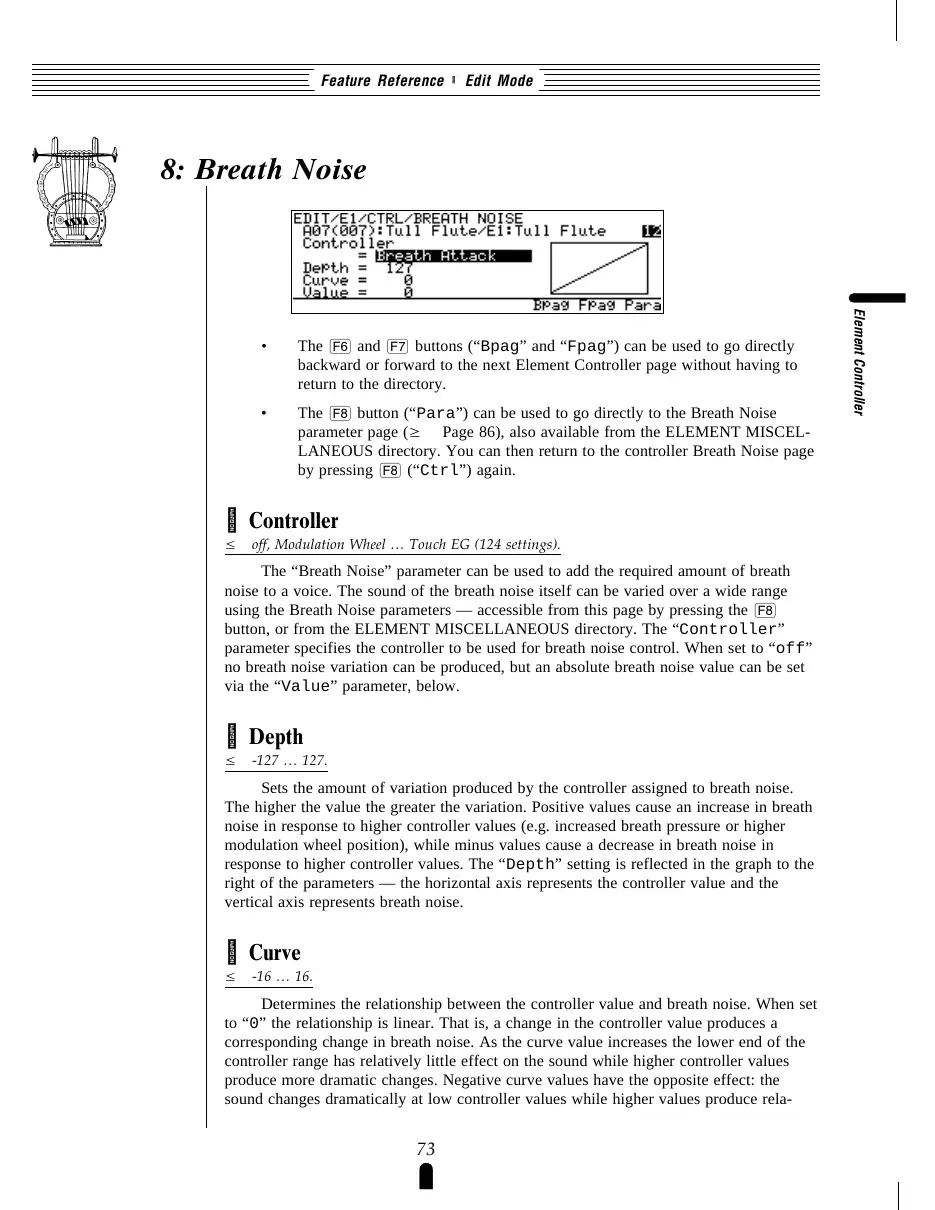 Feature Reference Edit Mode
8: Breath Noise
EDIT/E1/CTRL/BREATH NOISE
A07(007):Tull Flute/E1:Tull Flute 12
Controller
= Breath Attack
Depth = 127
Curve = 0
Value = 0
Bpag Fpag Para
Element Controller
• The F6 and F7 buttons (“Bpag” and “Fpag”) can be used to go directly
backward or forward to the next Element Controller page without having to
return to the directory.
• The F8 button (“Para”) can be used to go directly to the Breath Noise
parameter page (≥ Page 86), also available from the ELEMENT MISCEL-
LANEOUS directory. You can then return to the controller Breath Noise page
by pressing F8 (“Ctrl”) again.
Controller
≤ off, Modulation Wheel … Touch EG (124 settings).
The “Breath Noise” parameter can be used to add the required amount of breath
noise to a voice. The sound of the breath noise itself can be varied over a wide range
using the Breath Noise parameters — accessible from this page by pressing the F8
button, or from the ELEMENT MISCELLANEOUS directory. The “Controller”
parameter specifies the controller to be used for breath noise control. When set to “off”
no breath noise variation can be produced, but an absolute breath noise value can be set
via the “Value” parameter, below.
Depth
≤ -127 … 127.
Sets the amount of variation produced by the controller assigned to breath noise.
The higher the value the greater the variation. Positive values cause an increase in breath
noise in response to higher controller values (e.g. increased breath pressure or higher
modulation wheel position), while minus values cause a decrease in breath noise in
response to higher controller values. The “Depth” setting is reflected in the graph to the
right of the parameters — the horizontal axis represents the controller value and the
vertical axis represents breath noise.
Curve
≤ -16 … 16.
Determines the relationship between the controller value and breath noise. When set
to “0” the relationship is linear. That is, a change in the controller value produces a
corresponding change in breath noise. As the curve value increases the lower end of the
controller range has relatively little effect on the sound while higher controller values
produce more dramatic changes. Negative curve values have the opposite effect: the
sound changes dramatically at low controller values while higher values produce rela-
73